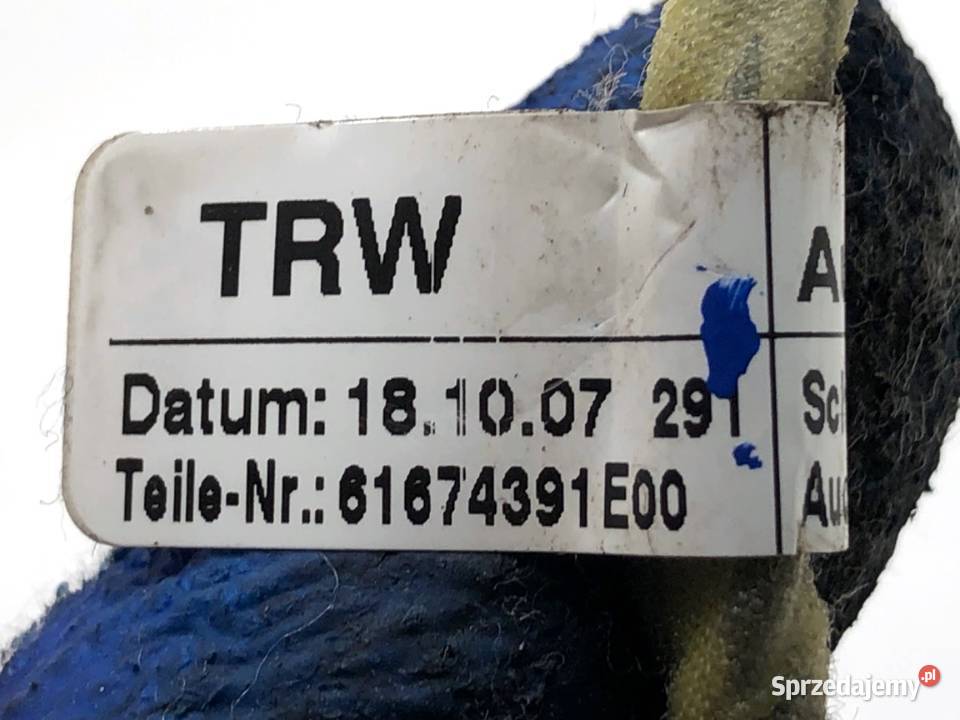 TRW
Datum: 18.10.07 291
Teile-Nr.: 61674391E00
Sprzedajemy.pl